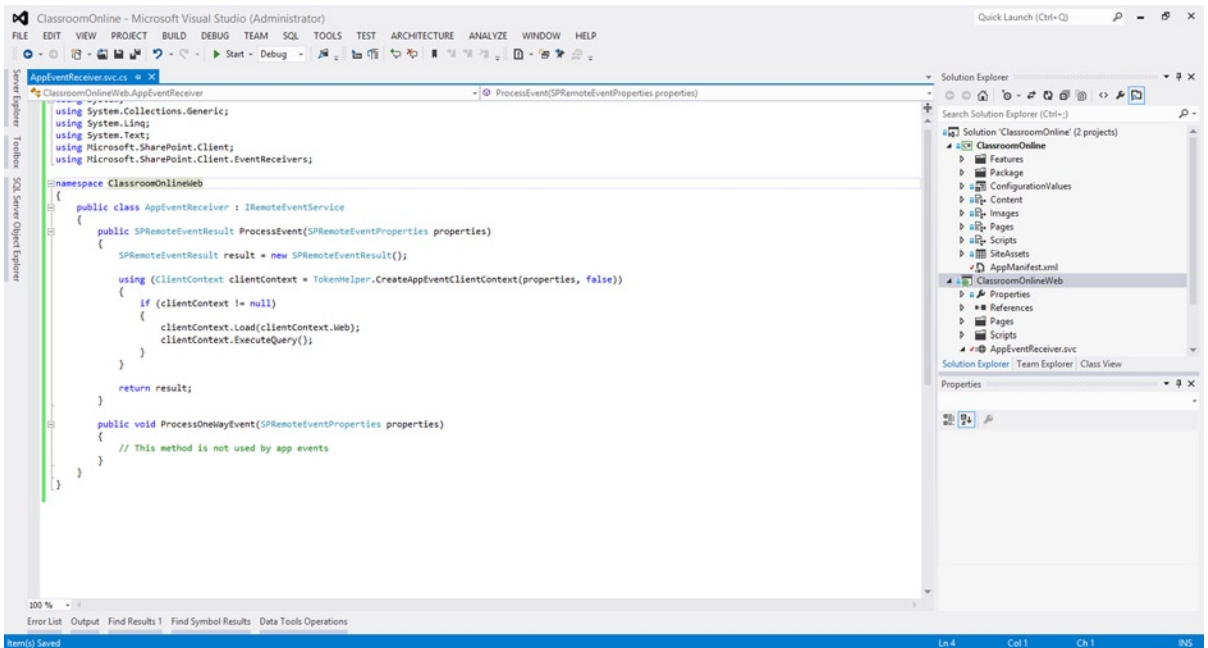 ClassroomOnline - Microsoft Visual Studio (Administrator)
Quick Launch (Ctrl+Q)
FILE EDIT VIEW PROJECT BUILD DEBUG TEAM SQL TOOLS TEST ARCHITECTURE ANALYZE WINDOW HELP
Start - Debug
Server Explorer
Toolbox
SQL Server Object Explorer
AppEventReceiver.svc.cs
ClassroomOnlineWeb.AppEventReceiver
ProcessEvent(SPRemoteEventProperties properties)
using System;
using System.Collections.Generic;
using System.Linq;
using System.Text;
using Microsoft.SharePoint.Client;
using Microsoft.SharePoint.Client.EventReceivers;
namespace ClassroomOnlineWeb
{
public class AppEventReceiver : IRemoteEventService
{
public SPRemoteEventResult ProcessEvent(SPRemoteEventProperties properties)
{
SPRemoteEventResult result = new SPRemoteEventResult();
using (ClientContext clientContext = TokenHelper.CreateAppEventClientContext(properties, false))
{
if (clientContext != null)
{
clientContext.Load(clientContext.Web);
clientContext.ExecuteQuery();
}
}
return result;
}
public void ProcessOneWayEvent(SPRemoteEventProperties properties)
{
// This method is not used by app events
}
}
}
100 %
Error List Output Find Results 1 Find Symbol Results Data Tools Operations
Item(s) Saved
Ln 4 Col 1 Ch 1 INS
Solution Explorer
Search Solution Explorer (Ctrl+;)
Solution 'ClassroomOnline' (2 projects)
ClassroomOnline
Features
Package
ConfigurationValues
Content
Images
Pages
Scripts
SiteAssets
AppManifest.xml
ClassroomOnlineWeb
Properties
References
Pages
Scripts
AppEventReceiver.svc
Solution Explorer Team Explorer Class View
Properties